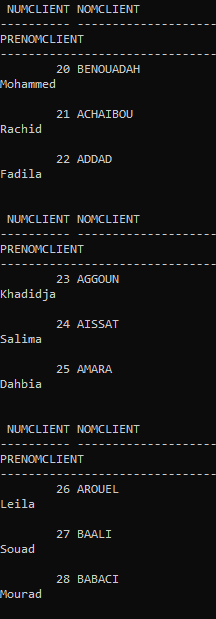 NUMCLIENT NOMCLIENT
---------- --------------------
PRENOMCLIENT
-------------------------------
20 BENOUADAH
Mohammed
21 ACHAIBOU
Rachid
22 ADDAD
Fadila
NUMCLIENT NOMCLIENT
---------- --------------------
PRENOMCLIENT
-------------------------------
23 AGGOUN
Khadidja
24 AISSAT
Salima
25 AMARA
Dahbia
NUMCLIENT NOMCLIENT
---------- --------------------
PRENOMCLIENT
-------------------------------
26 AROUEL
Leila
27 BAALI
Souad
28 BABACI
Mourad